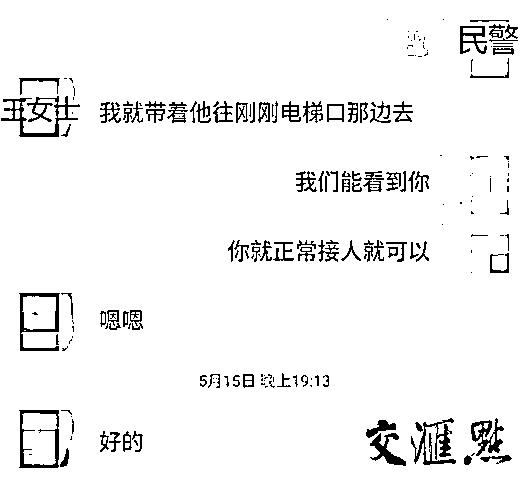 民警
王女士
我就带着他往刚刚电梯口那边去
我们能看到你
你就正常接人就可以
嗯嗯
5月15日 晚上19:13
好的
交汇點